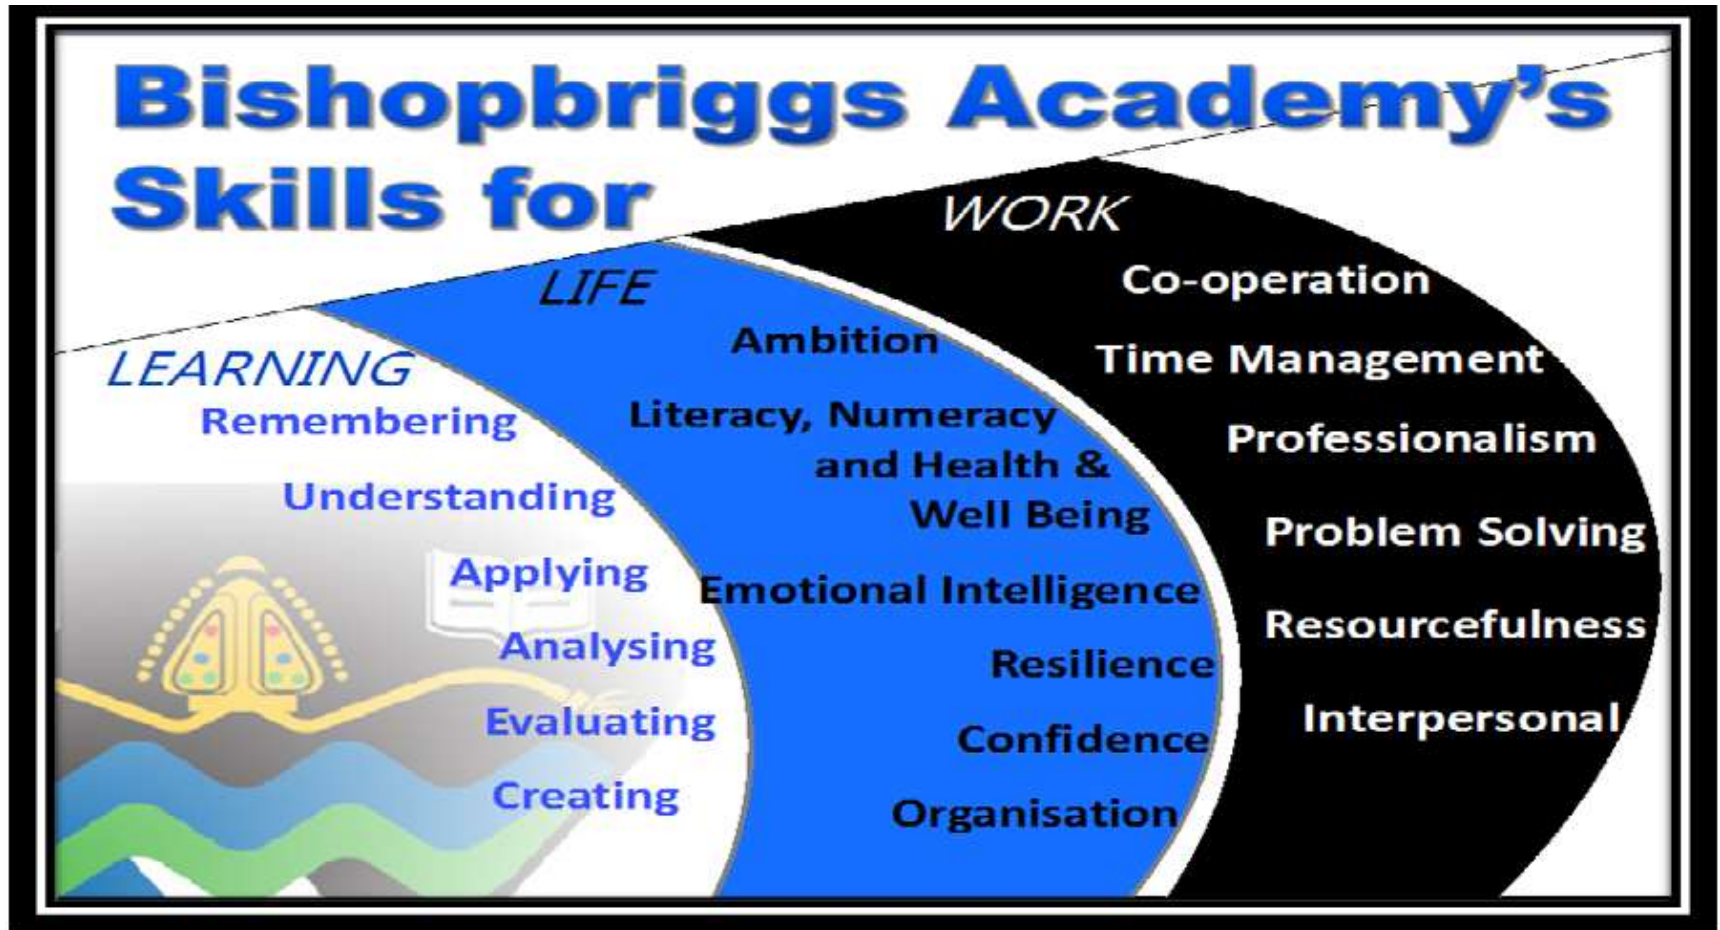 Bishopbriggs Academy's
Skills for
LEARNING
Remembering
Understanding
Applying
Analysing
Evaluating
Creating
LIFE
Ambition
Literacy, Numeracy
and Health &
Well Being
Emotional Intelligence
Resilience
Confidence
Organisation
WORK
Co-operation
Time Management
Professionalism
Problem Solving
Resourcefulness
Interpersonal